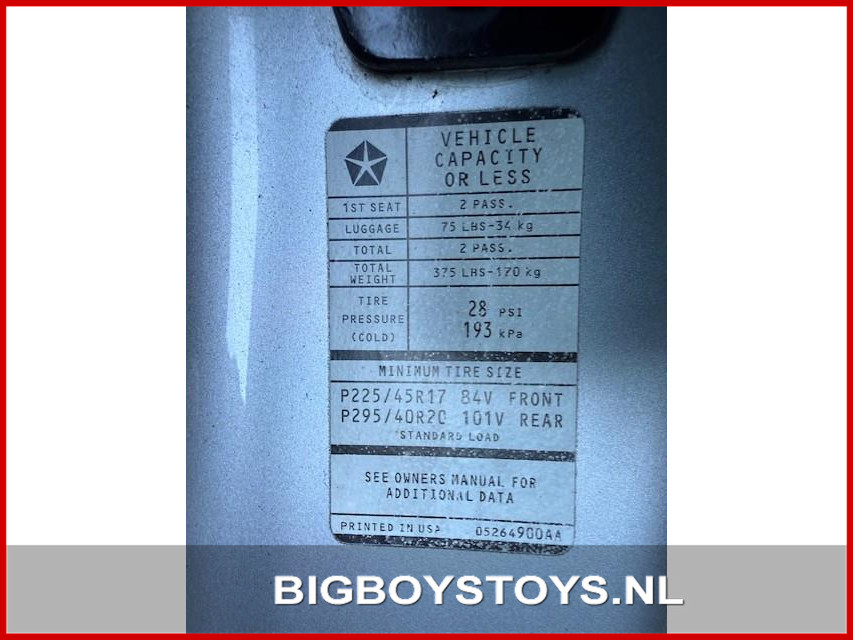 VEHICLE
CAPACITY
OR LESS
1ST SEAT 2 PASS.
LUGGAGE 75 LBS-34 kg
TOTAL 2 PASS.
TOTAL WEIGHT 375 LBS-170 kg
TIRE PRESSURE (COLD)
28 PSI
193 kPa
MINIMUM TIRE SIZE
P225/45R17 84V FRONT
P295/40R20 101V REAR
STANDARD LOAD
SEE OWNERS MANUAL FOR
ADDITIONAL DATA
PRINTED IN USA 05264900AA
BIGBOYSTOYS.NL